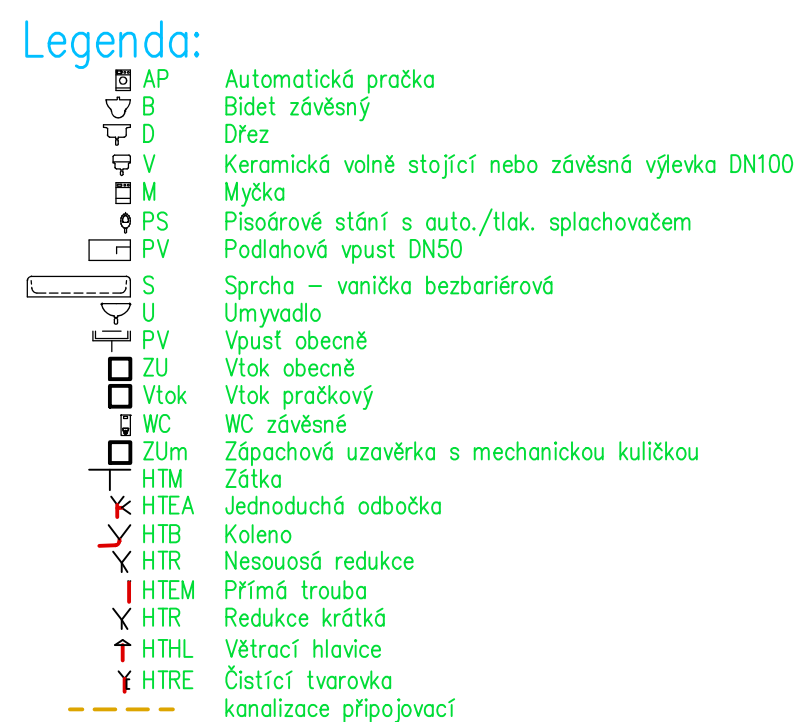 Legenda:
AP Automatická pračka
B Bidet závěsný
D Dřez
V Keramická volně stojící nebo závěsná výlevka DN100
M Myčka
PS Pisoárové stání s auto./tlak. splachovačem
PV Podlahová vpust DN50
S Sprcha – vanička bezbariérová
U Umyvadlo
PV Vpusť obecně
ZU Vtok obecně
Vtok Vtok pračkový
WC WC závěsné
ZUm Zápachová uzavěrka s mechanickou kuličkou
HTM Zátka
HTEA Jednoduchá odbočka
HTB Koleno
HTR Nesouosá redukce
HTEM Přímá trouba
HTR Redukce krátká
HTHL Větrací hlavice
HTRE Čistící tvarovka
kanalizace připojovací